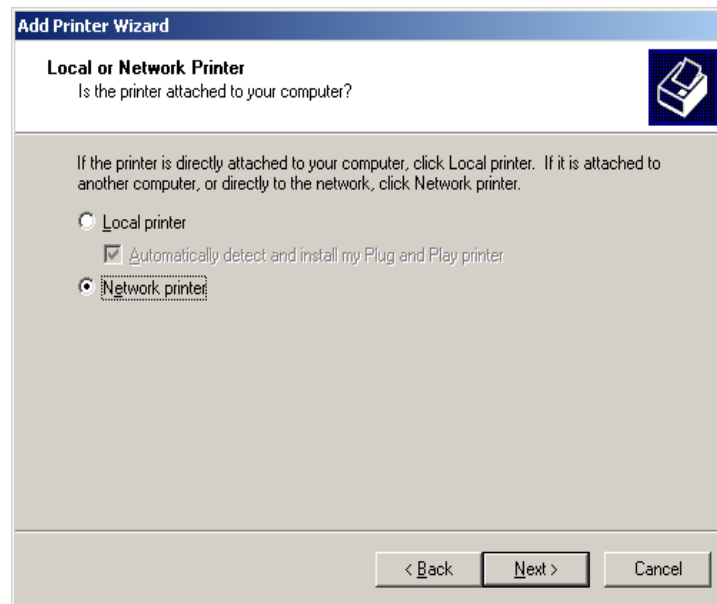 Add Printer Wizard
Local or Network Printer
Is the printer attached to your computer?
If the printer is directly attached to your computer, click Local printer. If it is attached to
another computer, or directly to the network, click Network printer.
Local printer
Automatically detect and install my Plug and Play printer
Network printer
< Back Next > Cancel